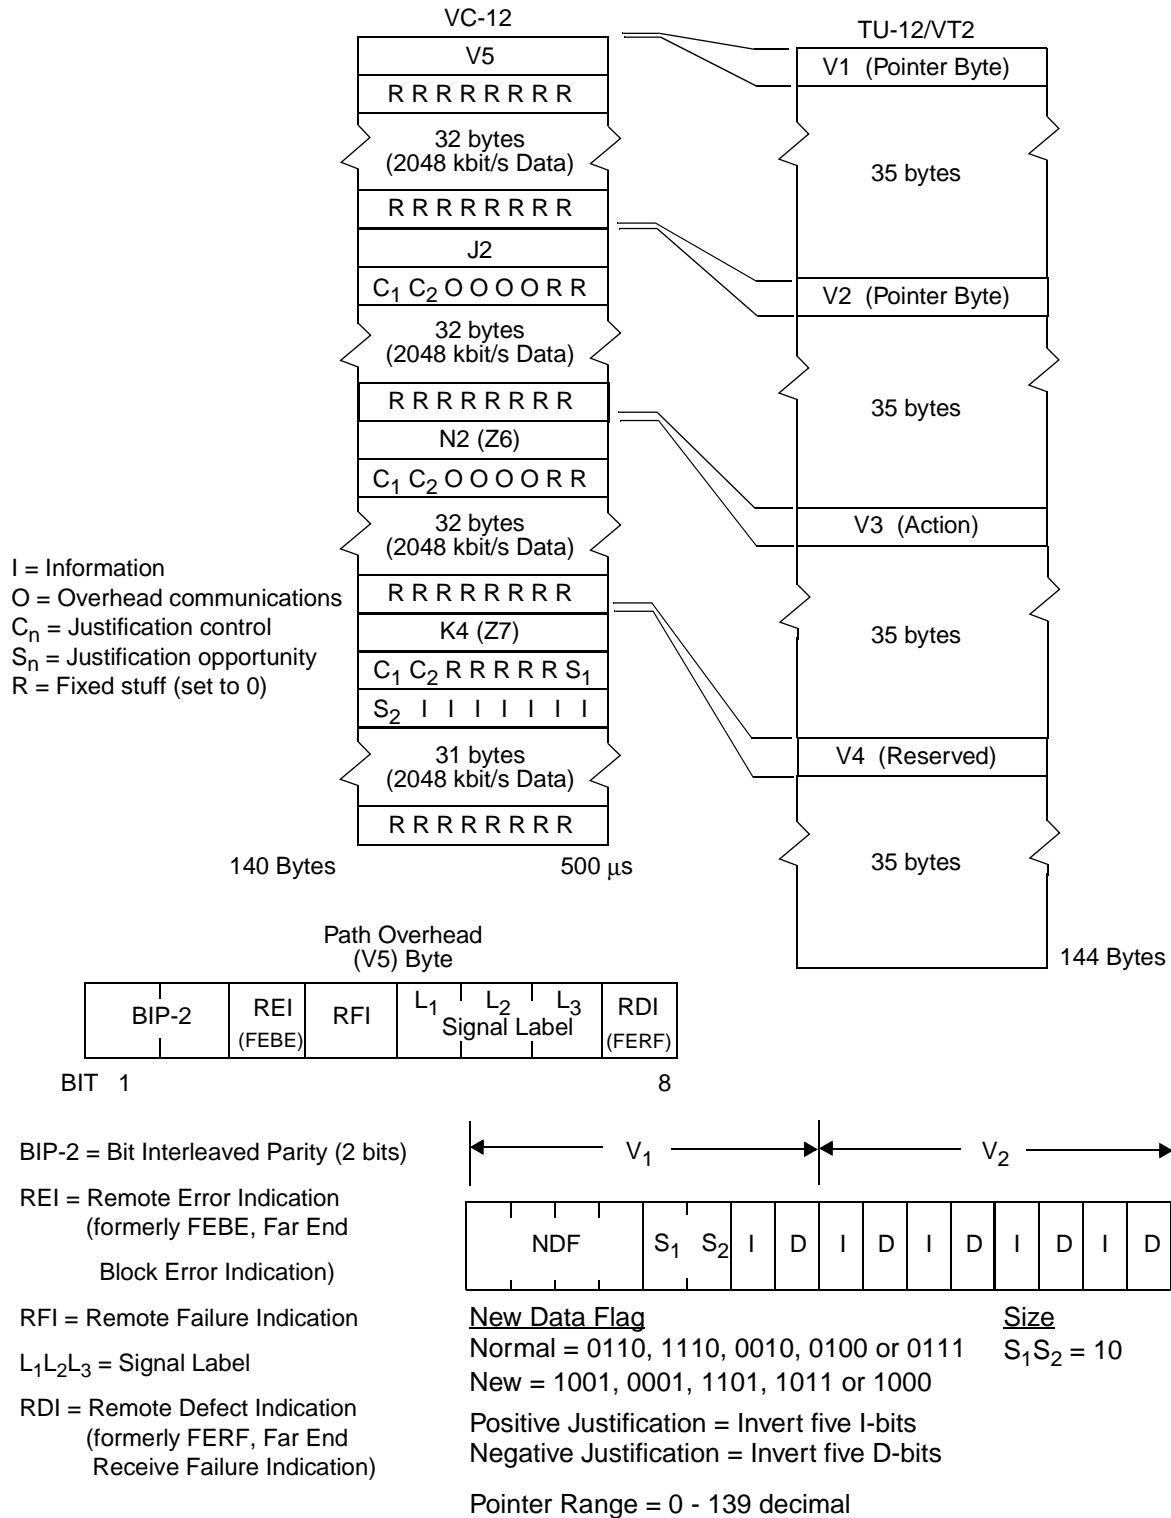 VC-12
V5
R R R R R R R R
32 bytes
(2048 kbit/s Data)
R R R R R R R R
J2
C1 C2 O O O O R R
32 bytes
(2048 kbit/s Data)
R R R R R R R R
N2 (Z6)
C1 C2 O O O O R R
32 bytes
(2048 kbit/s Data)
R R R R R R R R
K4 (Z7)
C1 C2 R R R R R S1
S2 I I I I I I I
31 bytes
(2048 kbit/s Data)
R R R R R R R R
140 Bytes
500 µs
TU-12/VT2
V1 (Pointer Byte)
35 bytes
V2 (Pointer Byte)
35 bytes
V3 (Action)
35 bytes
V4 (Reserved)
35 bytes
144 Bytes
I = Information
O = Overhead communications
Cn = Justification control
Sn = Justification opportunity
R = Fixed stuff (set to 0)
Path Overhead
(V5) Byte
BIP-2
REI
(FEBE)
RFI
L1 L2 L3
Signal Label
RDI
(FERF)
BIT 1
8
BIP-2 = Bit Interleaved Parity (2 bits)
REI = Remote Error Indication
(formerly FEBE, Far End
Block Error Indication)
RFI = Remote Failure Indication
L1L2L3 = Signal Label
RDI = Remote Defect Indication
(formerly FERF, Far End
Receive Failure Indication)
V1
V2
NDF S1 S2 I D I D I D I D I D
New Data Flag
Normal = 0110, 1110, 0010, 0100 or 0111
New = 1001, 0001, 1101, 1011 or 1000
Size
S1S2 = 10
Positive Justification = Invert five I-bits
Negative Justification = Invert five D-bits
Pointer Range = 0 - 139 decimal